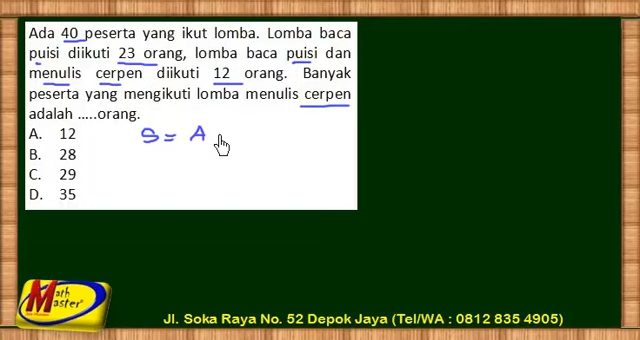 Ada 40 peserta yang ikut lomba. Lomba baca
puisi diikuti 23 orang, lomba baca puisi dan
menulis cerpen diikuti 12 orang. Banyak
peserta yang mengikuti lomba menulis cerpen
adalah .....orang.
A. 12
B. 28
C. 29
D. 35
S = A
Math
Master
Jl. Soka Raya No. 52 Depok Jaya (Tel/WA : 0812 835 4905)